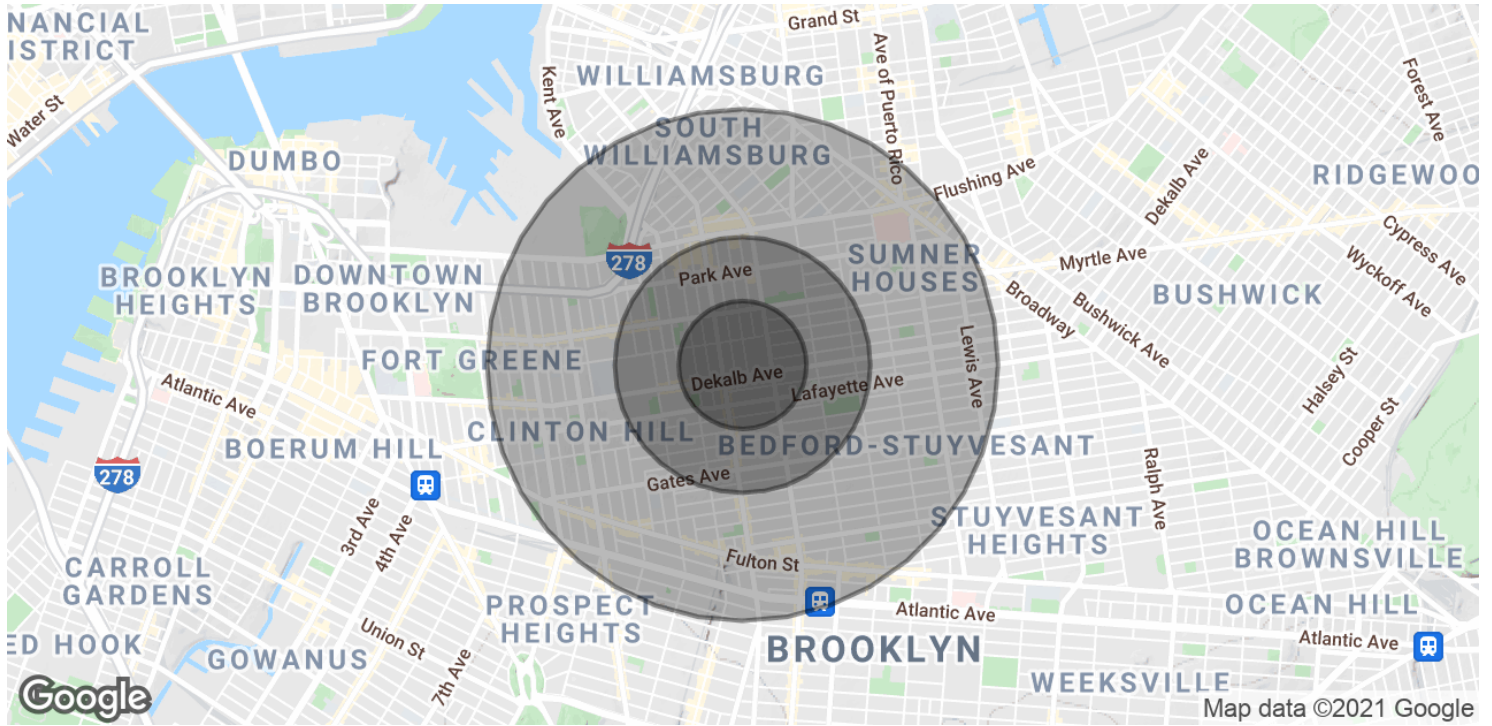 NANCIAL
ISTRICT
Grand St
WILLIAMSBURG
Ave of Puerto Rico
Forest Ave
Kent Ave
Water St
SOUTH
WILLIAMSBURG
DUMBO
Flushing Ave
Dekalb Ave
RIDGEWOO
Cypress Ave
278
Park Ave
SUMNER
HOUSES
Myrtle Ave
Wyckoff Ave
BROOKLYN
HEIGHTS
DOWNTOWN
BROOKLYN
Broadway
Bushwick Ave
BUSHWICK
FORT GREENE
Dekalb Ave
Lafayette Ave
Lewis Ave
Halsey St
Atlantic Ave
Cooper St
CLINTON HILL
BEDFORD-STUYVESANT
BOERUM HILL
278
Gates Ave
Ralph Ave
3rd Ave
4th Ave
STUYVESANT
HEIGHTS
OCEAN HILL
BROWNSVILLE
Fulton St
CARROLL
GARDENS
PROSPECT
HEIGHTS
Atlantic Ave
OCEAN HILL
Atlantic Ave
ED HOOK
Union St
GOWANUS
7th Ave
BROOKLYN
WEEKSVILLE
Google
Map data ©2021 Google